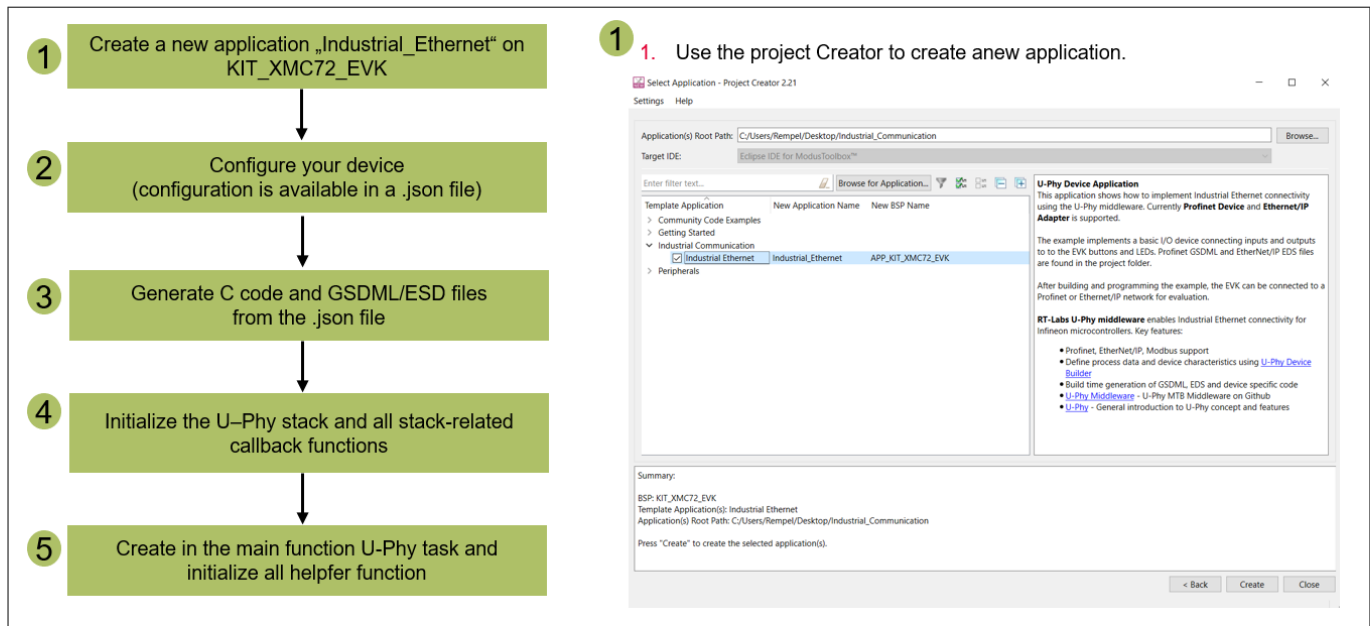 1
Create a new application „Industrial_Ethernet“ on
KIT_XMC72_EVK
2
Configure your device
(configuration is available in a .json file)
3
Generate C code and GSDML/ESD files
from the .json file
4
Initialize the U–Phy stack and all stack-related
callback functions
5
Create in the main function U-Phy task and
initialize all helpfer function
1
1. Use the project Creator to create anew application.
Select Application - Project Creator 2.21
Settings Help
Application(s) Root Path: C:/Users/Rempel/Desktop/Industrial_Communication Browse...
Target IDE: Eclipse IDE for ModusToolbox™
Enter filter text... Browse for Application...
Template Application New Application Name New BSP Name
Community Code Examples
Getting Started
Industrial Communication
Industrial Ethernet Industrial_Ethernet APP_KIT_XMC72_EVK
Peripherals
U-Phy Device Application
This application shows how to implement Industrial Ethernet connectivity
using the U-Phy middleware. Currently Profinet Device and Ethernet/IP
Adapter is supported.
The example implements a basic I/O device connecting inputs and outputs
to to the EVK buttons and LEDs. Profinet GSDML and EtherNet/IP EDS files
are found in the project folder.
After building and programming the example, the EVK can be connected to a
Profinet or Ethernet/IP network for evaluation.
RT-Labs U-Phy middleware enables Industrial Ethernet connectivity for
Infineon microcontrollers. Key features:
● Profinet, EtherNet/IP, Modbus support
● Define process data and device characteristics using U-Phy Device
Builder
● Build time generation of GSDML, EDS and device specific code
● U-Phy Middleware - U-Phy MTB Middleware on Github
● U-Phy - General introduction to U-Phy concept and features
Summary:
BSP: KIT_XMC72_EVK
Template Application(s): Industrial Ethernet
Application(s) Root Path: C:/Users/Rempel/Desktop/Industrial_Communication
Press "Create" to create the selected application(s).
< Back Create Close